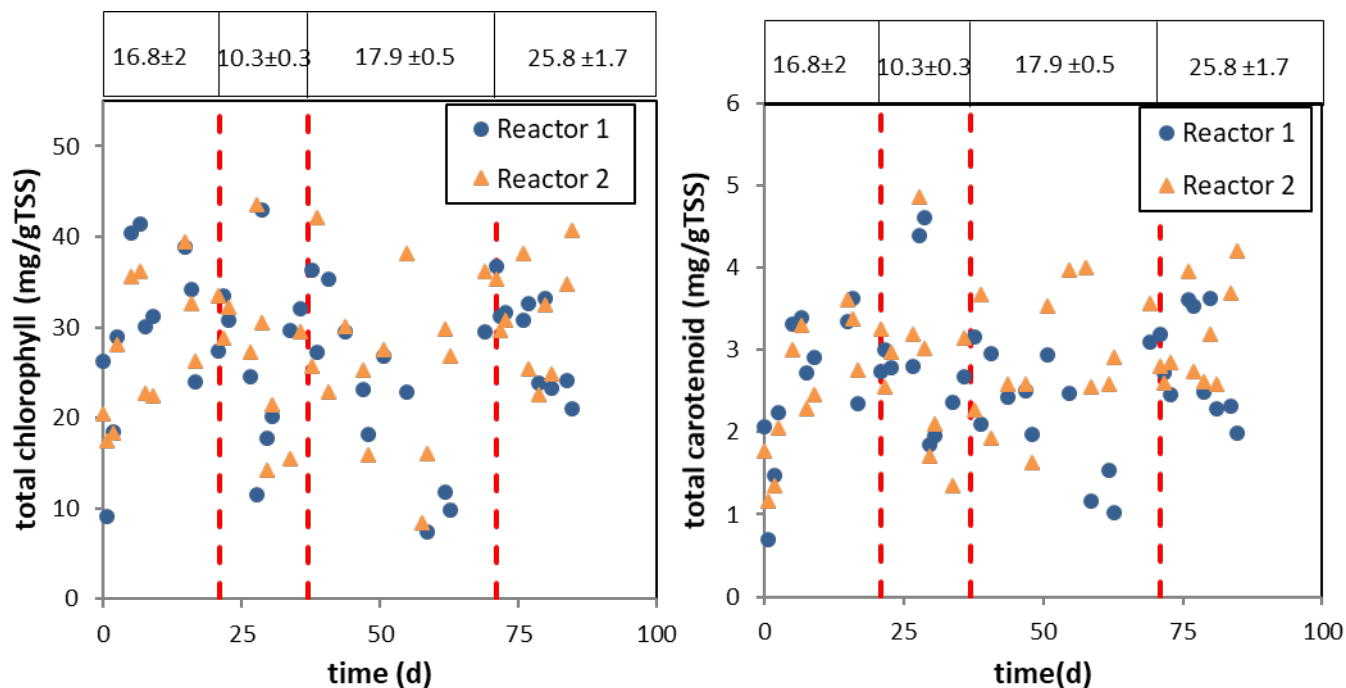 16.8±2 10.3±0.3 17.9 ±0.5 25.8 ±1.7
total chlorophyll (mg/gTSS)
50
40
30
20
10
0
Reactor 1
Reactor 2
0 25 50 75 100
time (d)
16.8±2 10.3±0.3 17.9 ±0.5 25.8 ±1.7
total carotenoid (mg/gTSS)
6
5
4
3
2
1
0
Reactor 1
Reactor 2
0 25 50 75 100
time(d)